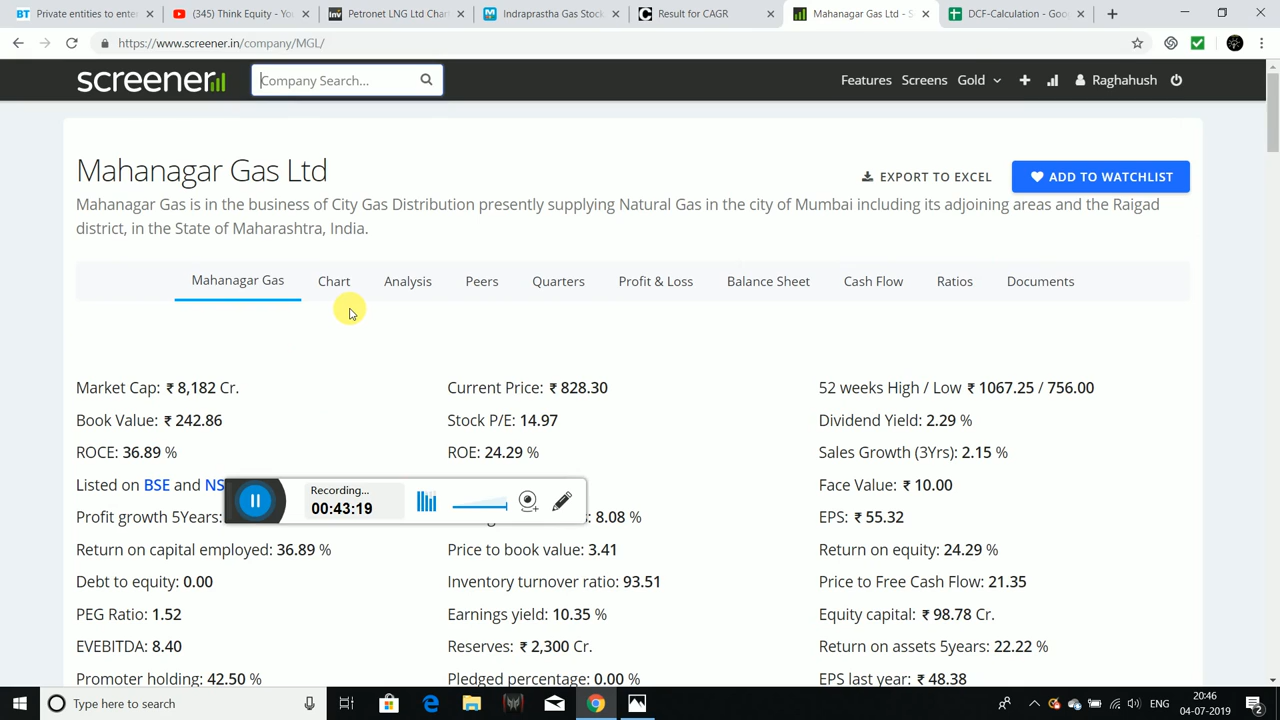 Private entities to ente
(345) Think Equity - Yo
Petronet LNG Ltd Cha
Indraprastha Gas Stock
Result for CAGR
Mahanagar Gas Ltd - S
DCF-Calculation - Goo
https://www.screener.in/company/MGL/
screener
Company Search...
Features Screens Gold Raghahush
Mahanagar Gas Ltd
EXPORT TO EXCEL
ADD TO WATCHLIST
Mahanagar Gas is in the business of City Gas Distribution presently supplying Natural Gas in the city of Mumbai including its adjoining areas and the Raigad
district, in the State of Maharashtra, India.
Mahanagar Gas Chart Analysis Peers Quarters Profit & Loss Balance Sheet Cash Flow Ratios Documents
Market Cap: ₹ 8,182 Cr. Current Price: ₹ 828.30 52 weeks High / Low ₹ 1067.25 / 756.00
Book Value: ₹ 242.86 Stock P/E: 14.97 Dividend Yield: 2.29 %
ROCE: 36.89 % ROE: 24.29 % Sales Growth (3Yrs): 2.15 %
Listed on BSE and NS Face Value: ₹ 10.00
Recording...
00:43:19
Profit growth 5Years: 8.08 % EPS: ₹ 55.32
Return on capital employed: 36.89 % Price to book value: 3.41 Return on equity: 24.29 %
Debt to equity: 0.00 Inventory turnover ratio: 93.51 Price to Free Cash Flow: 21.35
PEG Ratio: 1.52 Earnings yield: 10.35 % Equity capital: ₹ 98.78 Cr.
EVEBITDA: 8.40 Reserves: ₹ 2,300 Cr. Return on assets 5years: 22.22 %
Promoter holding: 42.50 % Pledged percentage: 0.00 % EPS last year: ₹ 48.38
Type here to search
ENG
20:46
04-07-2019
2